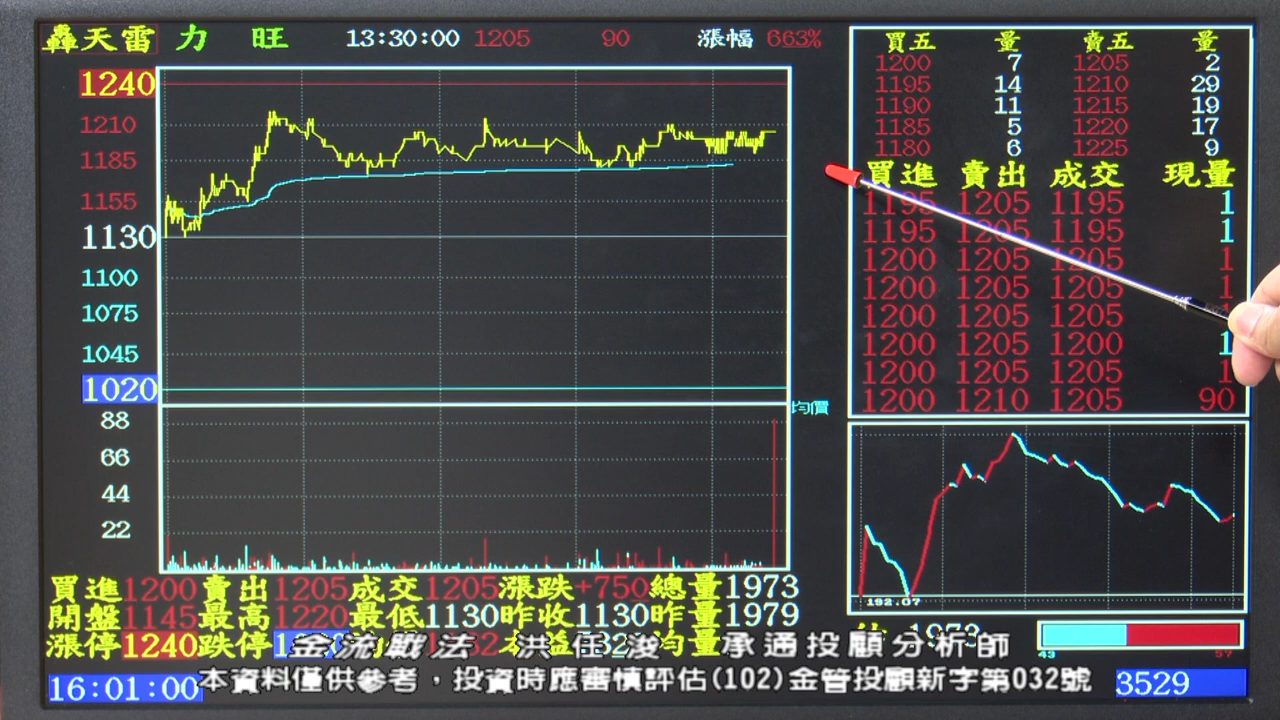 轟天雷 力 旺 13:30:00 1205 90 漲幅 663%
1240
1210
1185
1155
1130
1100
1075
1045
1020
88
66
44
22
均價
買五 量 賣五 量
1200 7 1205 2
1195 14 1210 29
1190 11 1215 19
1185 5 1220 17
1180 6 1225 9
買進 賣出 成交 現量
1195 1205 1195 1
1195 1205 1195 1
1200 1205 1205 1
1200 1205 1205 1
1200 1205 1205
1200 1205 1200 1
1200 1205 1205 1
1200 1210 1205 90
192.07
買進1200賣出1205成交1205漲跌+750總量1973
開盤1145最高1220最低1130昨收1130昨量1979
漲停1240跌停
均量
1973
43 57
金流戰法 洪任浚 承通投顧分析師
16:01:00
本資料僅供參考，投資時應審慎評估(102)金管投顧新字第032號
3529